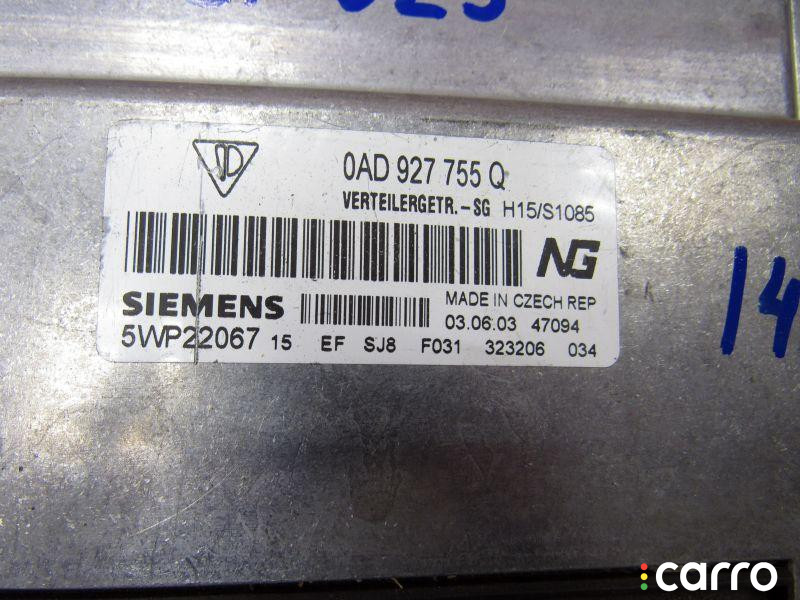 0AD 927 755 Q
VERTEILERGETR.-SG H15/S1085
NG
SIEMENS
MADE IN CZECH REP
03.06.03 47094
5WP22067 15 EF SJ8 F031 323206 034
14
carro